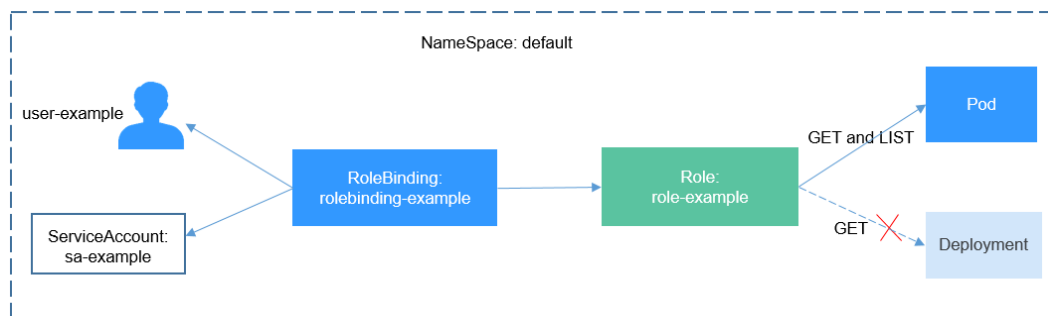 NameSpace: default
user-example
Pod
GET and LIST
RoleBinding:
rolebinding-example
Role:
role-example
ServiceAccount:
sa-example
GET
Deployment